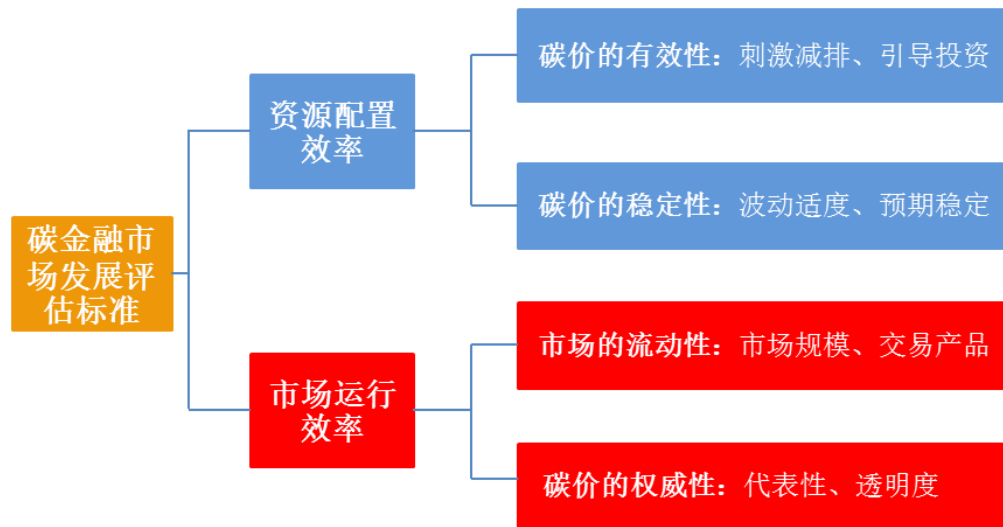 碳金融市
场发展评
估标准
资源配置
效率
碳价的有效性：刺激减排、引导投资
碳价的稳定性：波动适度、预期稳定
市场运行
效率
市场的流动性：市场规模、交易产品
碳价的权威性：代表性、透明度